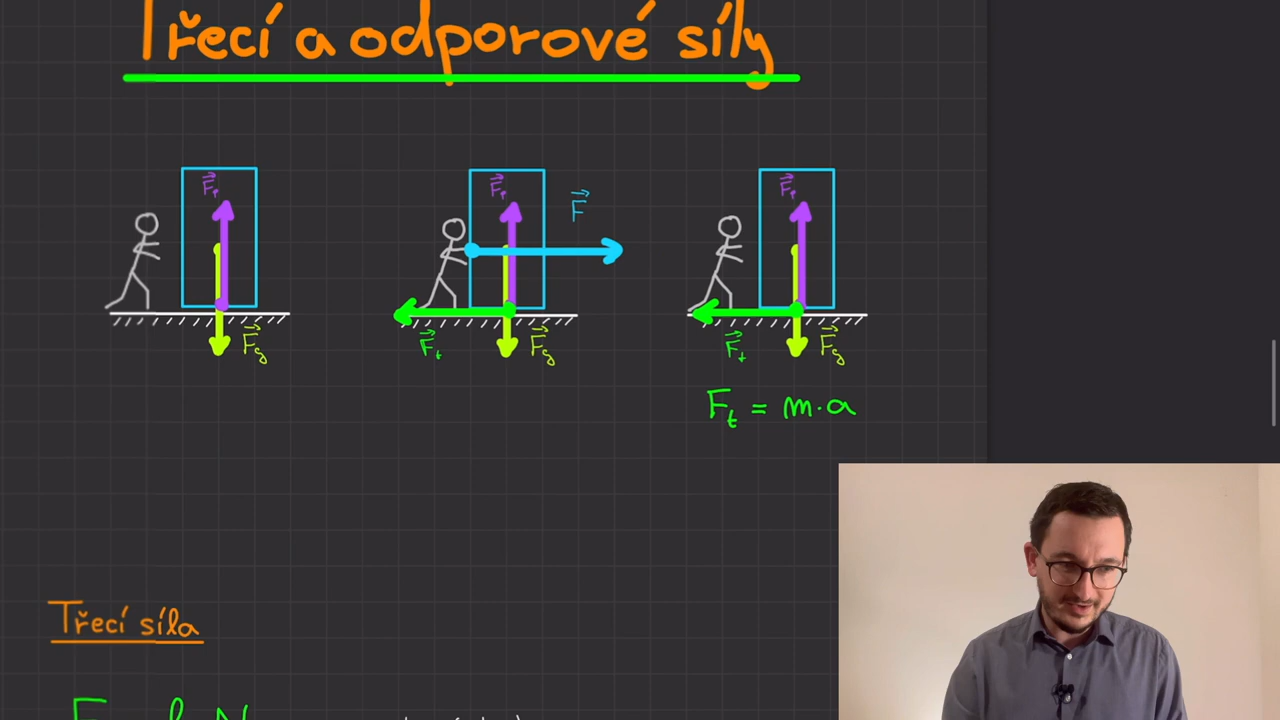 Třecí a odporové síly
F⃗ₚ
F⃗ₚ
F⃗
F⃗ₚ
F⃗g
F⃗t
F⃗g
F⃗t
F⃗g
Ft = m·a
Třecí síla